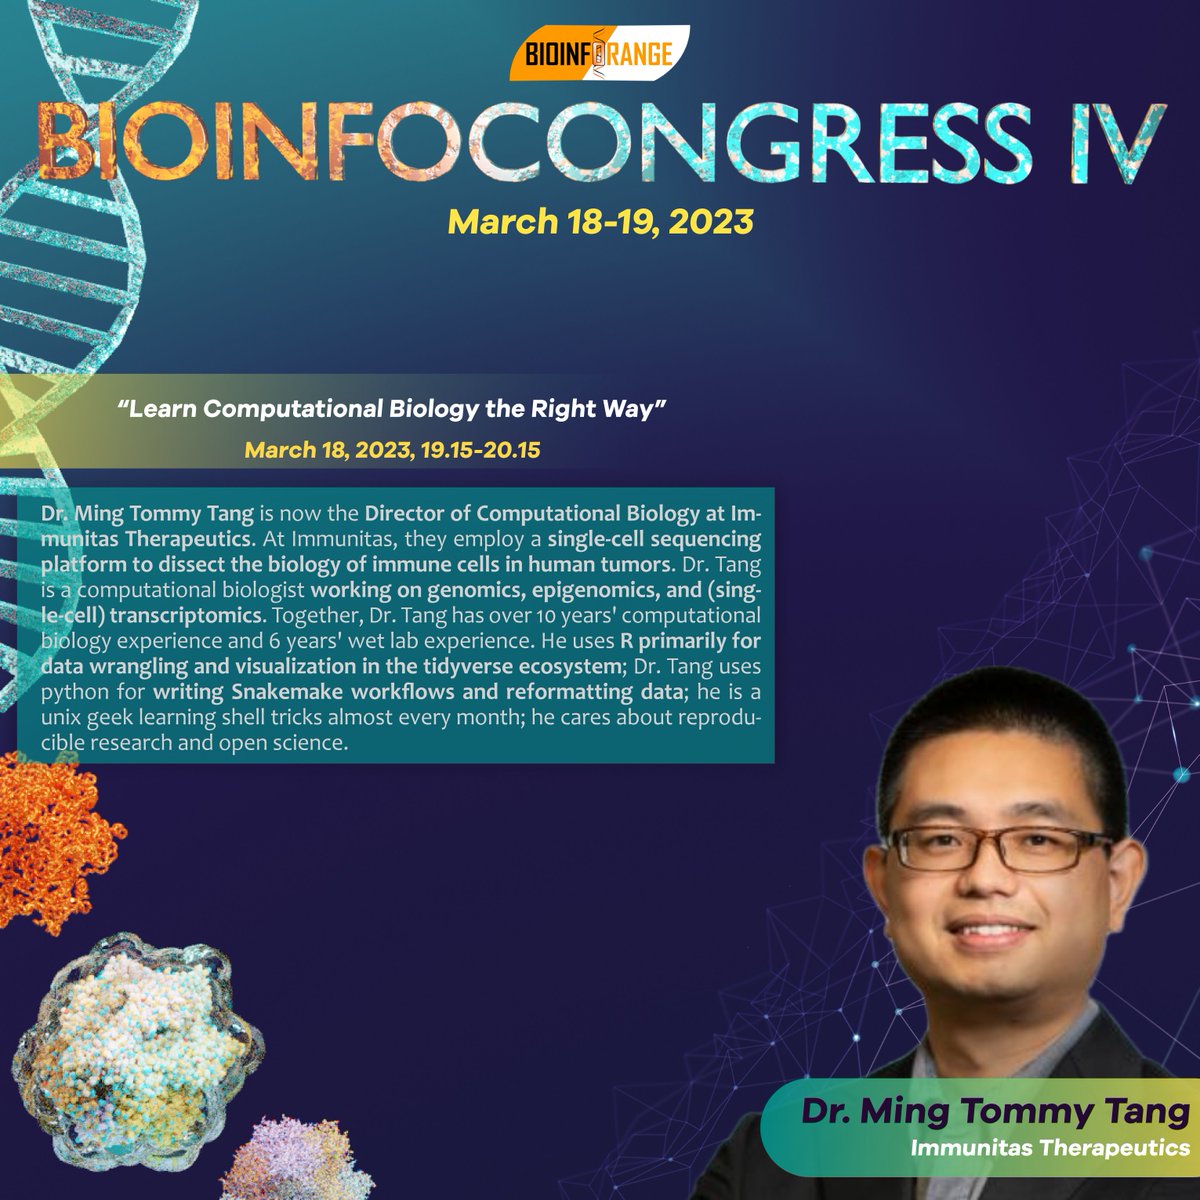 BIOINFORANGE
BIOINFOCONGRESS IV
March 18-19, 2023
“Learn Computational Biology the Right Way”
March 18, 2023, 19.15-20.15
Dr. Ming Tommy Tang is now the Director of Computational Biology at Im-
munitas Therapeutics. At Immunitas, they employ a single-cell sequencing
platform to dissect the biology of immune cells in human tumors. Dr. Tang
is a computational biologist working on genomics, epigenomics, and (sing-
le-cell) transcriptomics. Together, Dr. Tang has over 10 years' computational
biology experience and 6 years' wet lab experience. He uses R primarily for
data wrangling and visualization in the tidyverse ecosystem; Dr. Tang uses
python for writing Snakemake workflows and reformatting data; he is a
unix geek learning shell tricks almost every month; he cares about reprodu-
cible research and open science.
Dr. Ming Tommy Tang
Immunitas Therapeutics